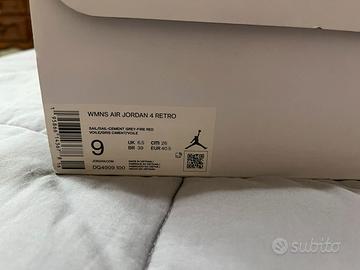 WMNS AIR JORDAN 4 RETRO
SAIL/SAIL-CEMENT GREY-FIRE RED
VOILE/GRIS CIMENT/VOILE
9 UK 6.5 CM 26
BR 39 EUR 40.5
JORDAN.COM
DQ4909 100
subito